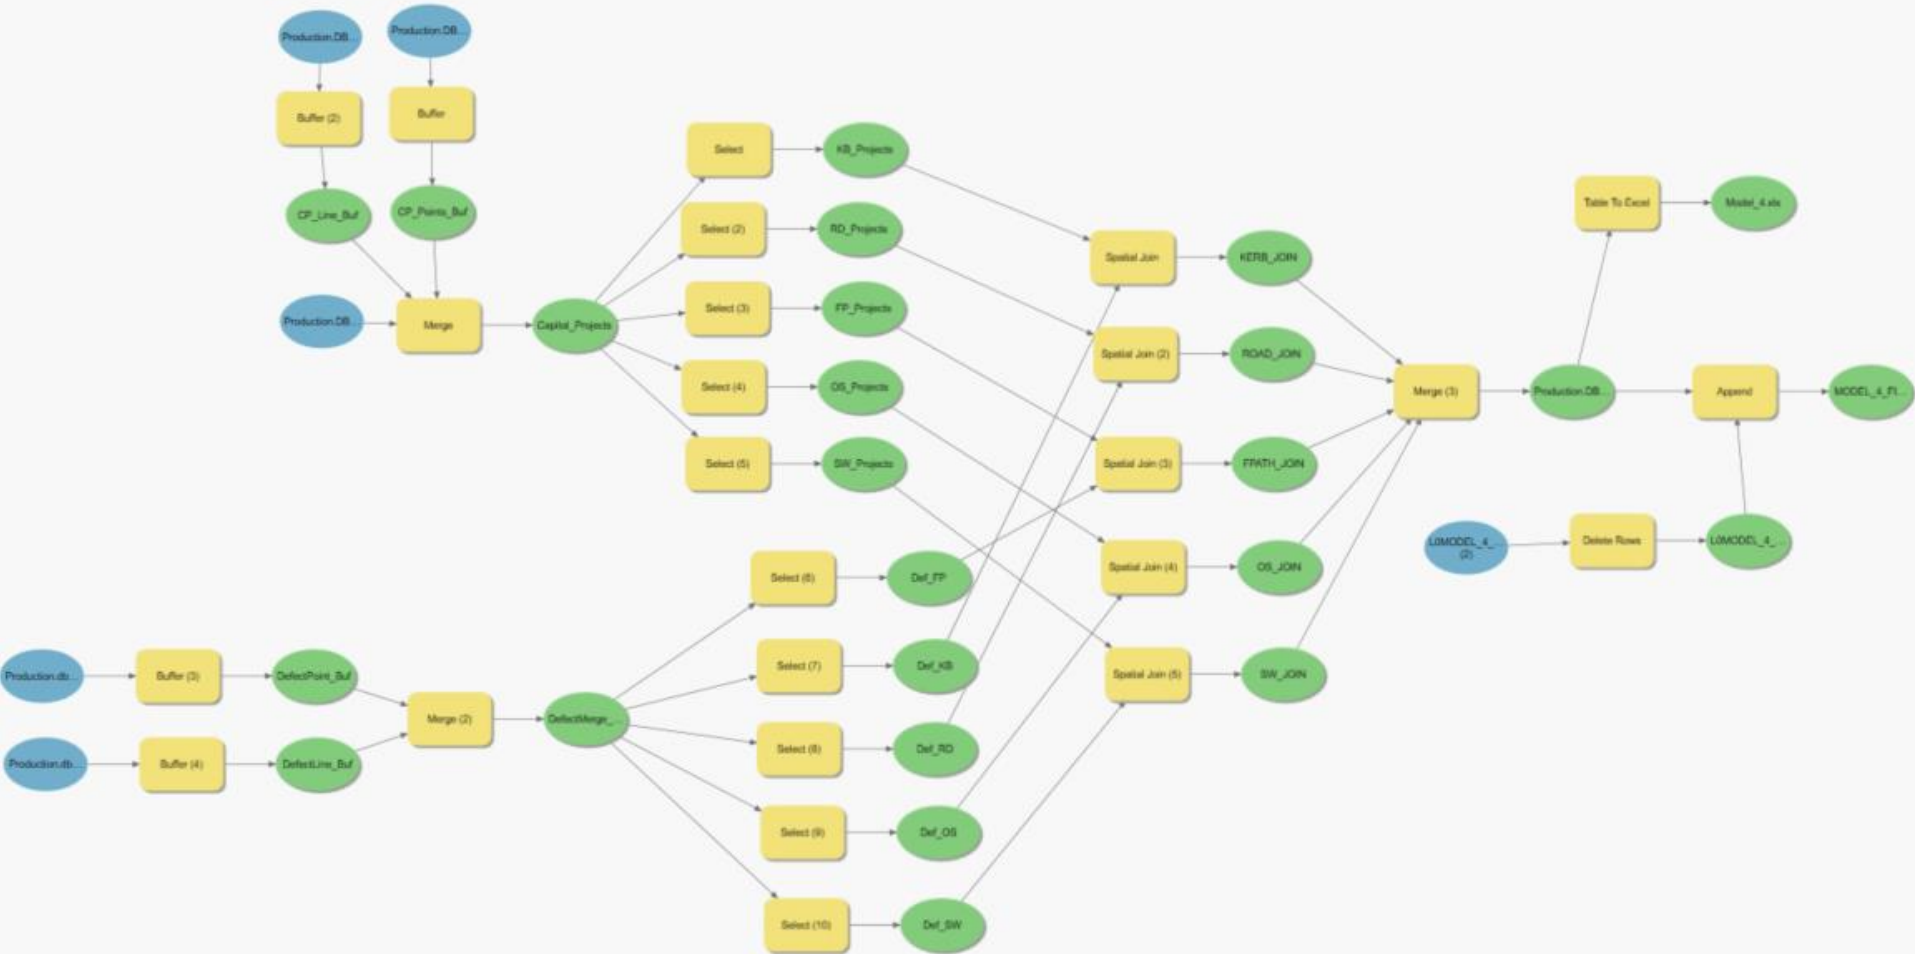 Production.DB...
Production.DB...
Buffer (2)
Buffer
CP_Line_Buf
CP_Points_Buf
Production.DB...
Merge
Capital_Projects
Select
KB_Projects
Select (2)
RD_Projects
Select (3)
FP_Projects
Select (4)
OS_Projects
Select (5)
SW_Projects
Spatial Join
KERB_JOIN
Spatial Join (2)
ROAD_JOIN
Spatial Join (3)
FPATH_JOIN
Spatial Join (4)
OS_JOIN
Spatial Join (5)
SW_JOIN
Merge (3)
Production.DB...
Table To Excel
Model_4.xls
Append
MODEL_4_FI...
L0MODEL_4_...
(2)
Delete Rows
L0MODEL_4_...
Production.db...
Buffer (3)
DefectPoint_Buf
Production.db...
Buffer (4)
DefectLine_Buf
Merge (2)
DefectMerge_...
Select (6)
Def_FP
Select (7)
Def_KB
Select (8)
Def_RD
Select (9)
Def_OS
Select (10)
Def_SW